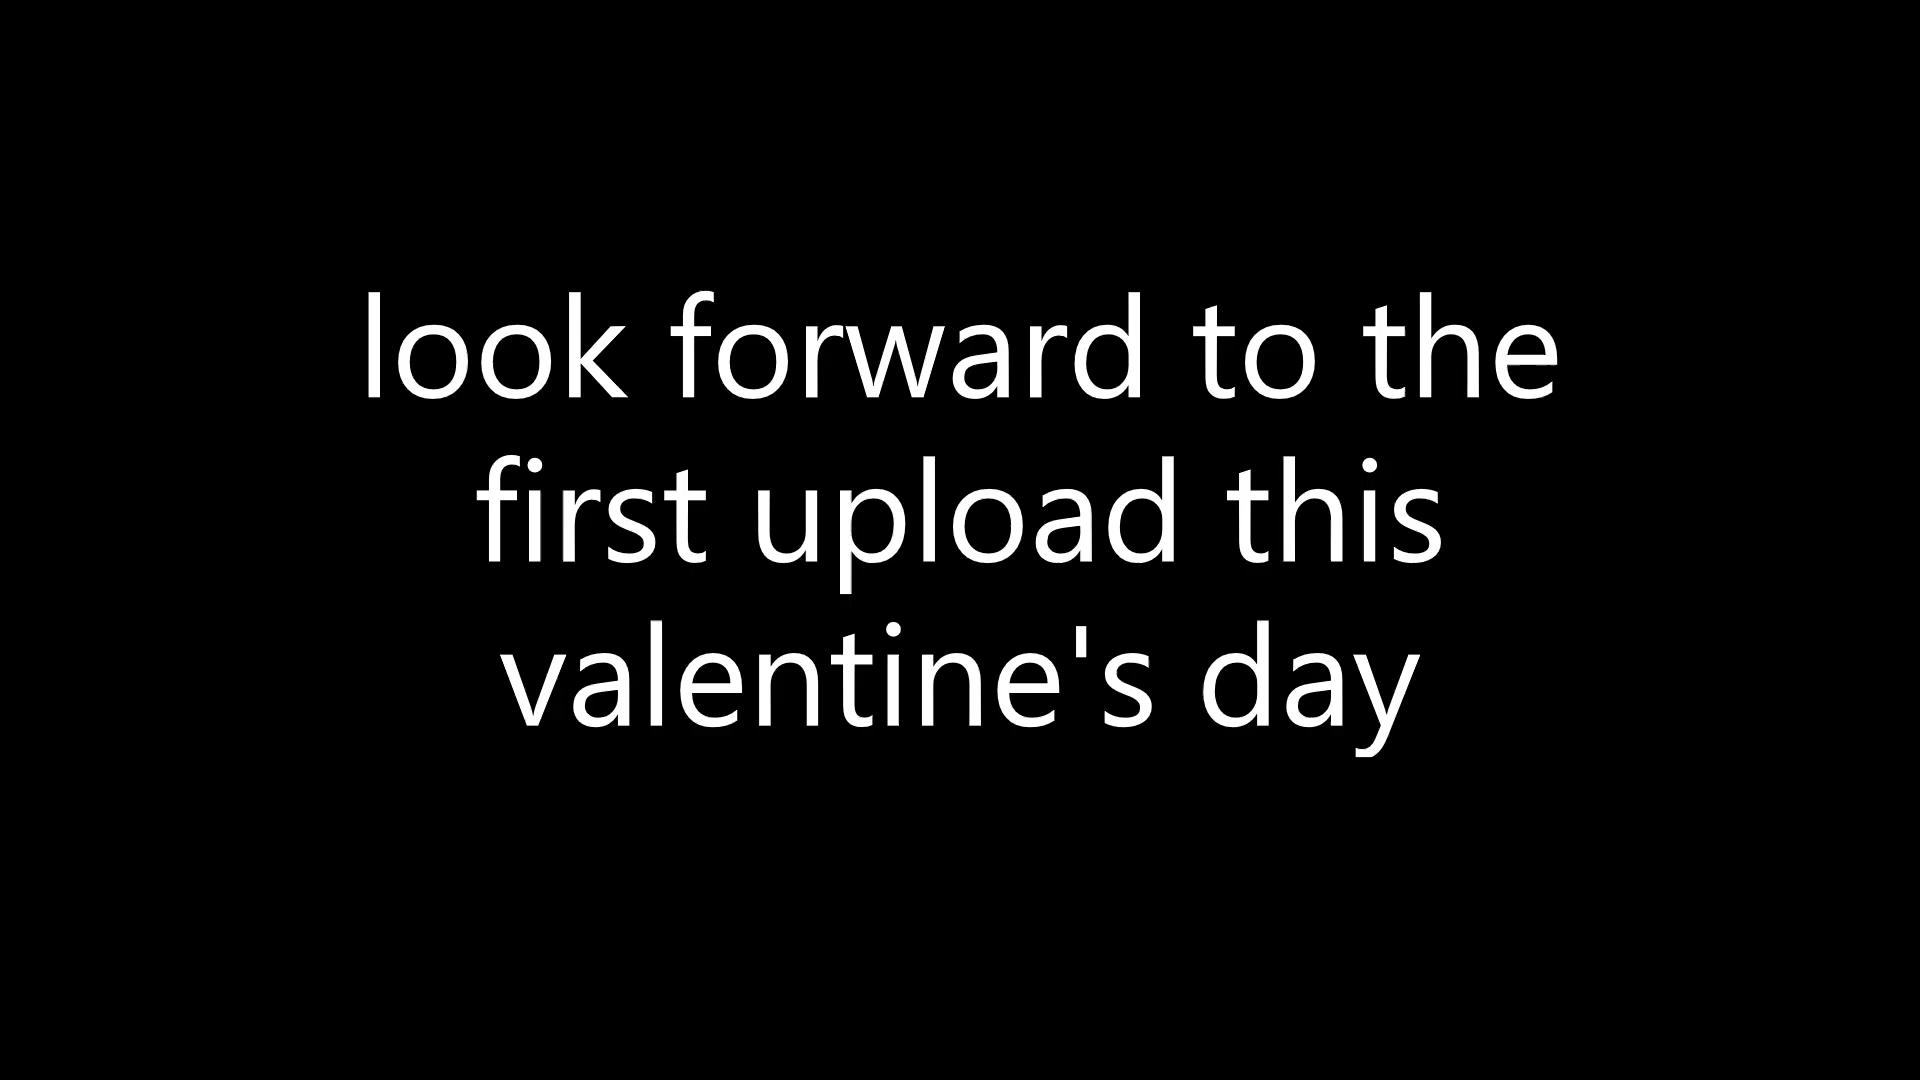 look forward to the
first upload this
valentine's day